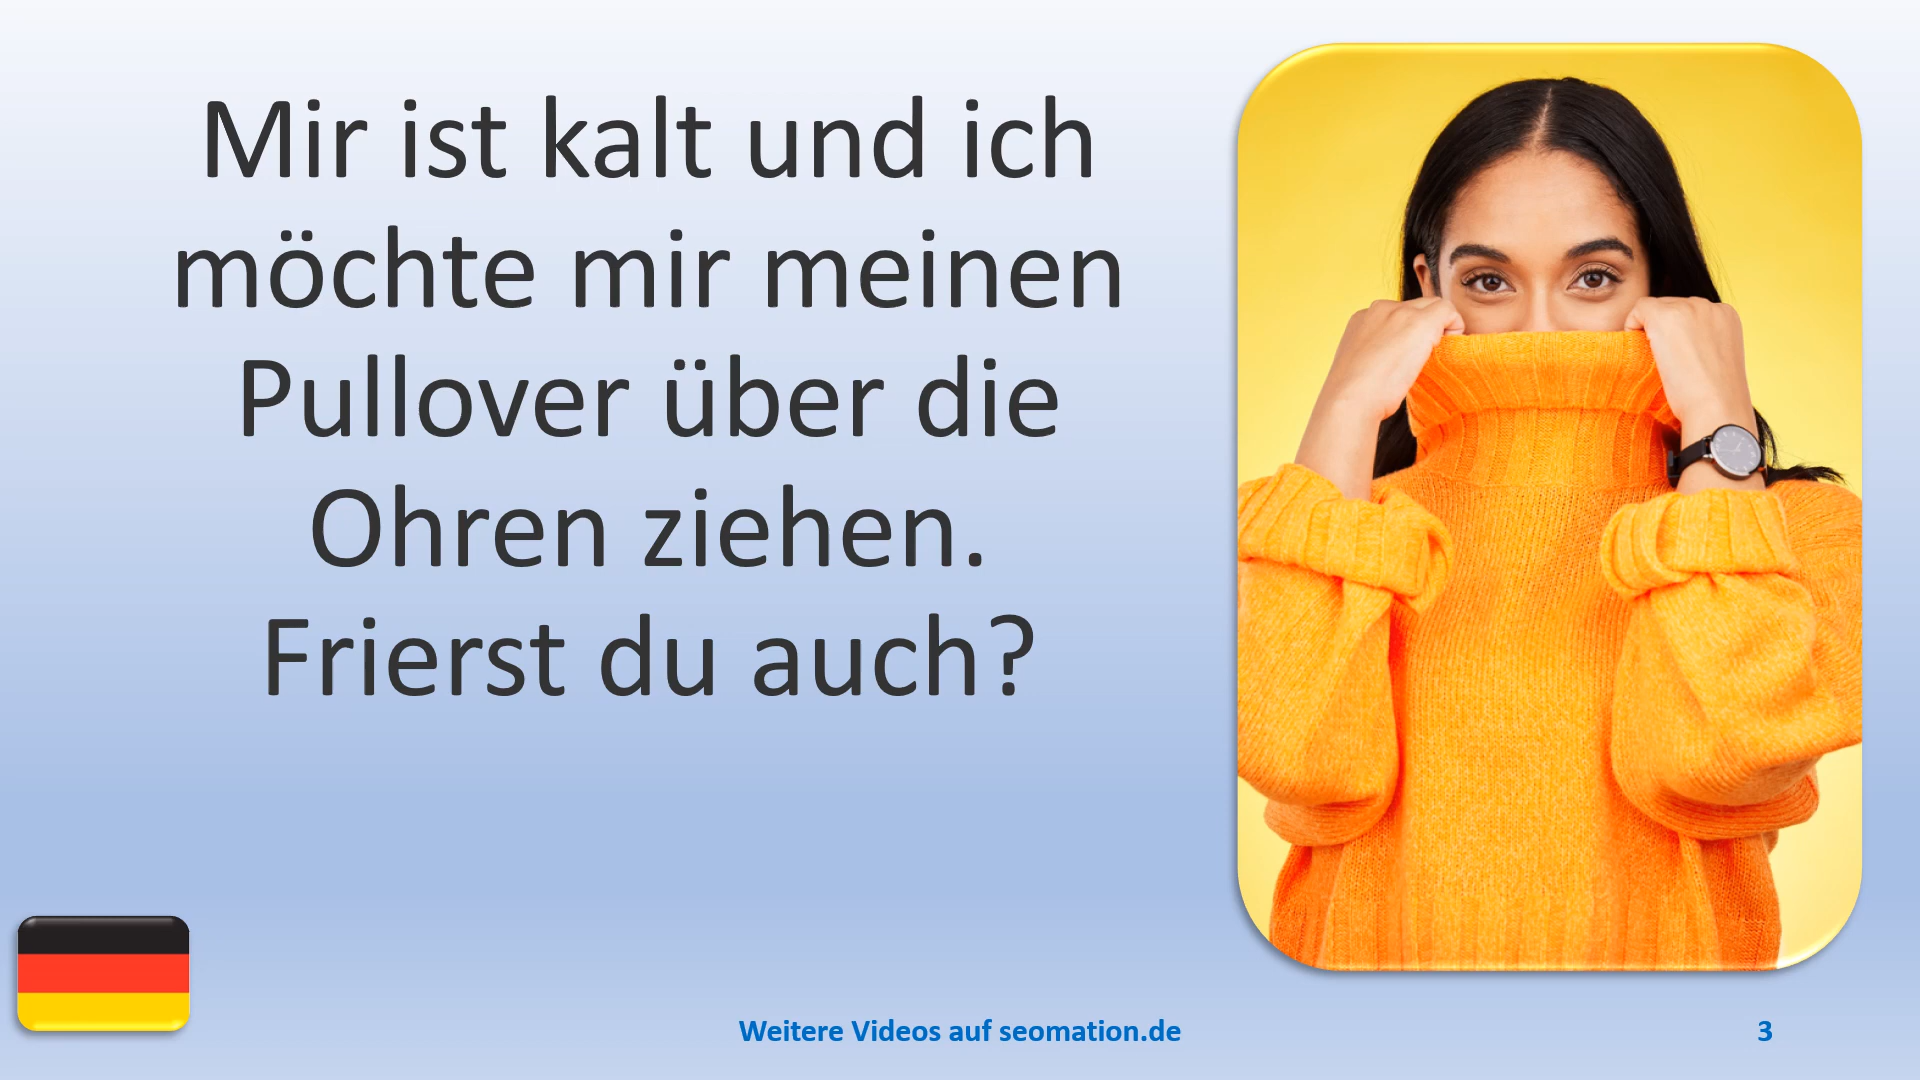 Mir ist kalt und ich
möchte mir meinen
Pullover über die
Ohren ziehen.
Frierst du auch?
Weitere Videos auf seomation.de
3